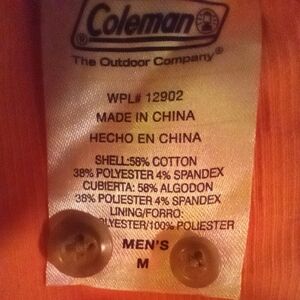 Coleman
The Outdoor Company®
WPL# 12902
MADE IN CHINA
HECHO EN CHINA
SHELL:58% COTTON
38% POLYESTER 4% SPANDEX
CUBIERTA: 58% ALGODON
38% POLIESTER 4% SPANDEX
LINING/FORRO:
POLYESTER/100% POLIESTER
MEN'S
M